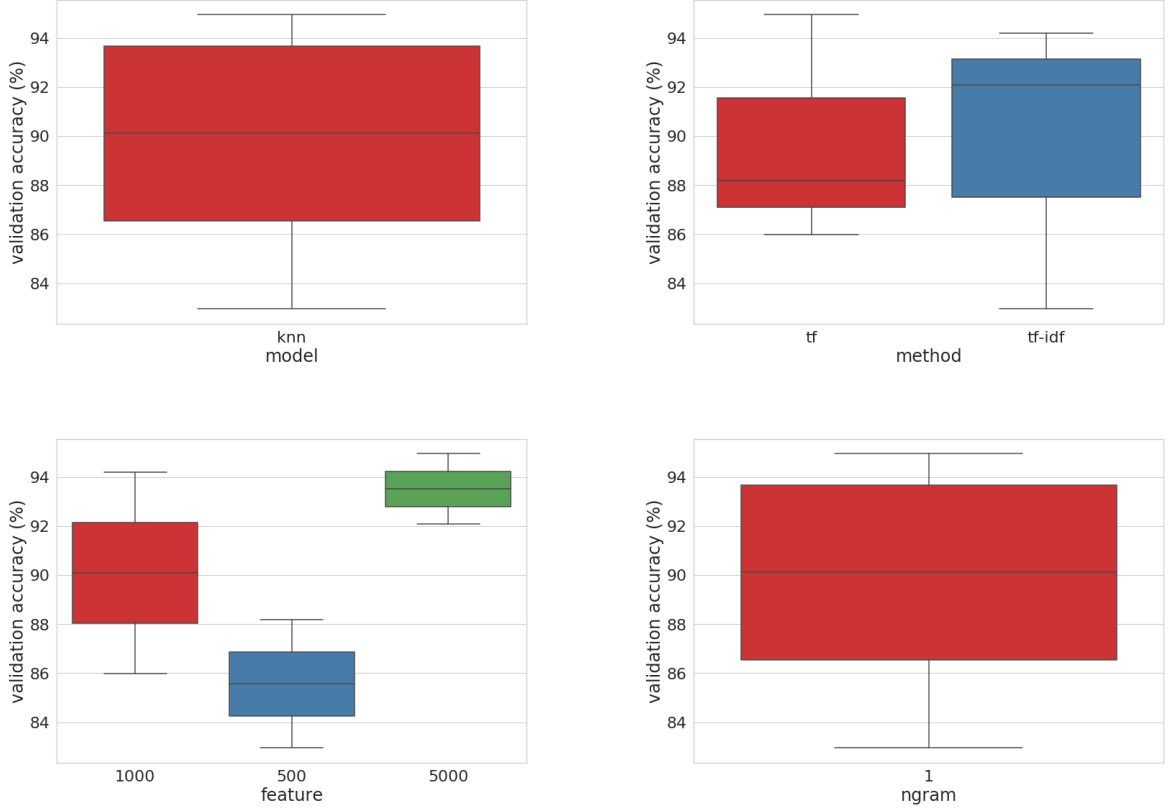 validation accuracy (%)
94
92
90
88
86
84
knn
model
validation accuracy (%)
94
92
90
88
86
84
tf tf-idf
method
validation accuracy (%)
94
92
90
88
86
84
1000 500 5000
feature
validation accuracy (%)
94
92
90
88
86
84
1
ngram